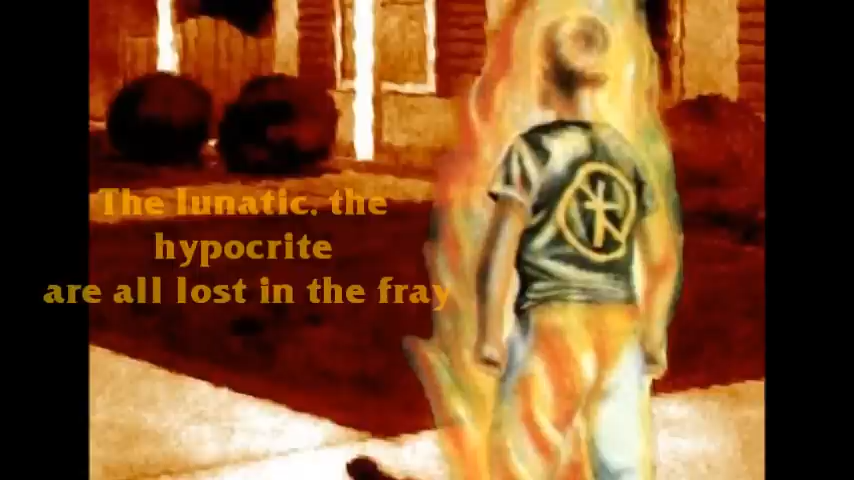 The lunatic, the
hypocrite
are all lost in the fray